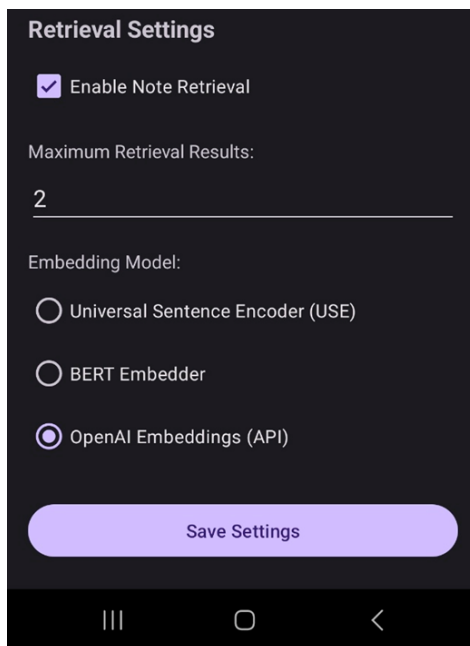 Retrieval Settings
Enable Note Retrieval
Maximum Retrieval Results:
2
Embedding Model:
Universal Sentence Encoder (USE)
BERT Embedder
OpenAI Embeddings (API)
Save Settings